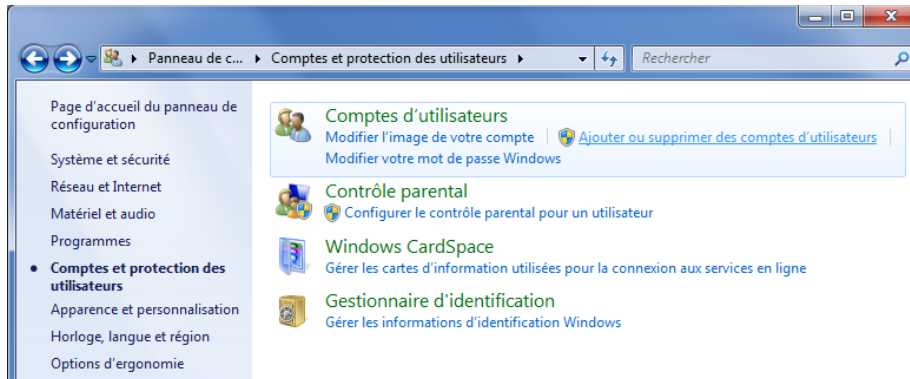 Panneau de c... Comptes et protection des utilisateurs Rechercher
Page d'accueil du panneau de
configuration
Système et sécurité
Réseau et Internet
Matériel et audio
Programmes
Comptes et protection des
utilisateurs
Apparence et personnalisation
Horloge, langue et région
Options d'ergonomie
Comptes d'utilisateurs
Modifier l'image de votre compte Ajouter ou supprimer des comptes d'utilisateurs
Modifier votre mot de passe Windows
Contrôle parental
Configurer le contrôle parental pour un utilisateur
Windows CardSpace
Gérer les cartes d'information utilisées pour la connexion aux services en ligne
Gestionnaire d'identification
Gérer les informations d'identification Windows